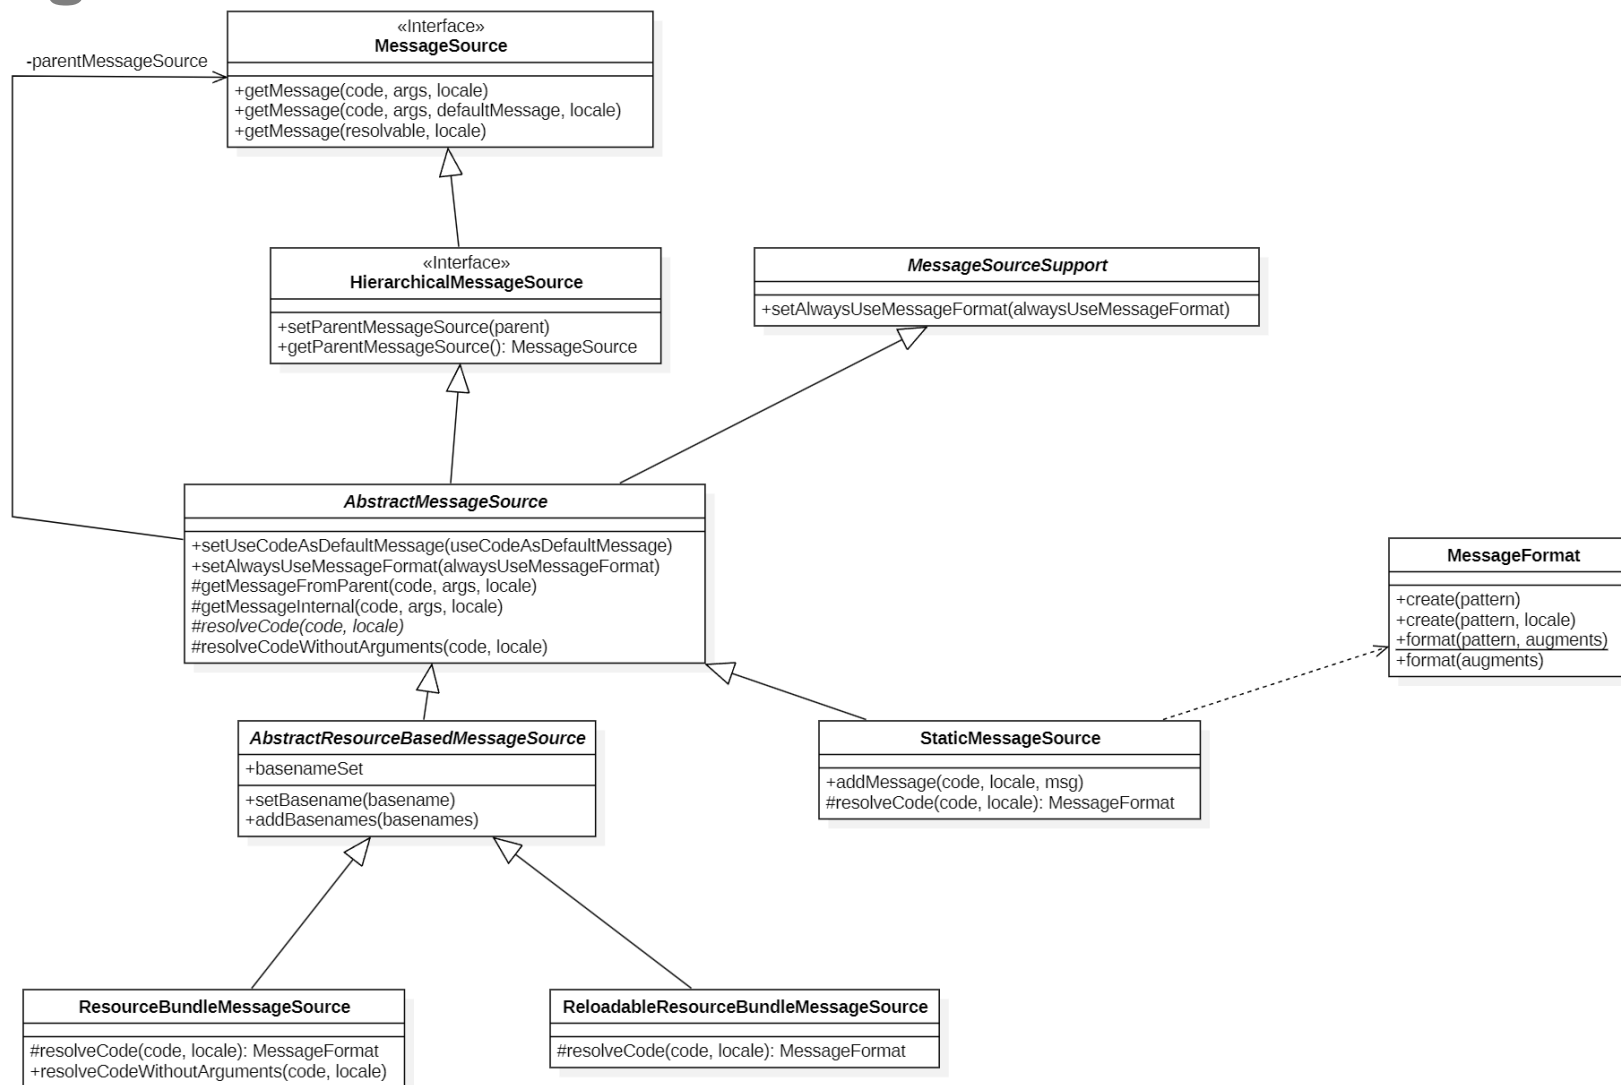 «Interface»
MessageSource
-parentMessageSource
+getMessage(code, args, locale)
+getMessage(code, args, defaultMessage, locale)
+getMessage(resolvable, locale)
«Interface»
HierarchicalMessageSource
+setParentMessageSource(parent)
+getParentMessageSource(): MessageSource
MessageSourceSupport
+setAlwaysUseMessageFormat(alwaysUseMessageFormat)
AbstractMessageSource
+setUseCodeAsDefaultMessage(useCodeAsDefaultMessage)
+setAlwaysUseMessageFormat(alwaysUseMessageFormat)
#getMessageFromParent(code, args, locale)
#getMessageInternal(code, args, locale)
#resolveCode(code, locale)
#resolveCodeWithoutArguments(code, locale)
MessageFormat
+create(pattern)
+create(pattern, locale)
+format(pattern, augments)
+format(augments)
AbstractResourceBasedMessageSource
+basenameSet
+setBasename(basename)
+addBasenames(basenames)
StaticMessageSource
+addMessage(code, locale, msg)
#resolveCode(code, locale): MessageFormat
ResourceBundleMessageSource
#resolveCode(code, locale): MessageFormat
+resolveCodeWithoutArguments(code, locale)
ReloadableResourceBundleMessageSource
#resolveCode(code, locale): MessageFormat